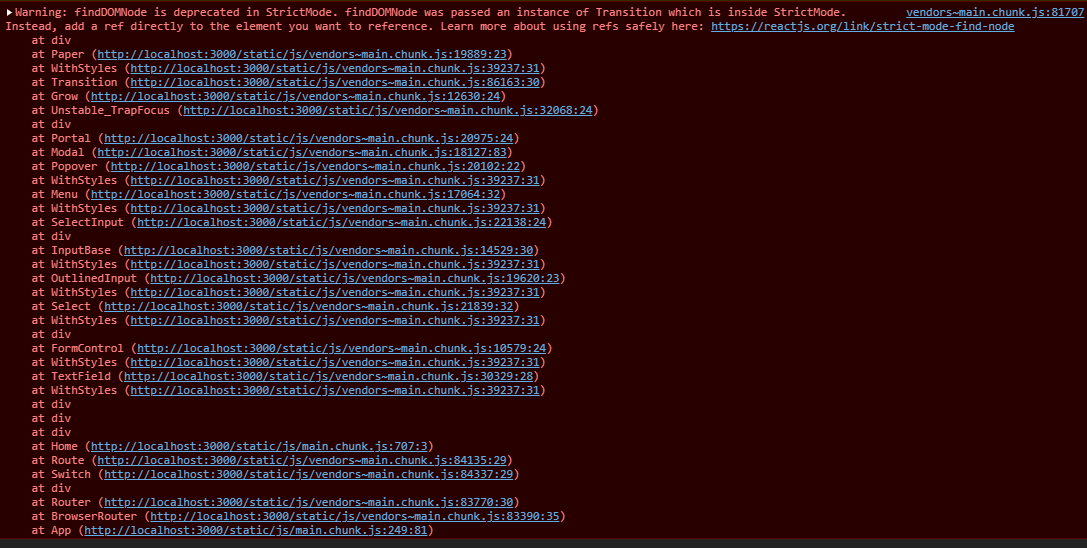 Warning: findDOMNode is deprecated in StrictMode. findDOMNode was passed an instance of Transition which is inside StrictMode. vendors~main.chunk.js:81707
Instead, add a ref directly to the element you want to reference. Learn more about using refs safely here: https://reactjs.org/link/strict-mode-find-node
at div
at Paper (http://localhost:3000/static/js/vendors~main.chunk.js:19889:23)
at WithStyles (http://localhost:3000/static/js/vendors~main.chunk.js:39237:31)
at Transition (http://localhost:3000/static/js/vendors~main.chunk.js:86163:30)
at Grow (http://localhost:3000/static/js/vendors~main.chunk.js:12630:24)
at Unstable_TrapFocus (http://localhost:3000/static/js/vendors~main.chunk.js:32068:24)
at div
at Portal (http://localhost:3000/static/js/vendors~main.chunk.js:20975:24)
at Modal (http://localhost:3000/static/js/vendors~main.chunk.js:18127:83)
at Popover (http://localhost:3000/static/js/vendors~main.chunk.js:20102:22)
at WithStyles (http://localhost:3000/static/js/vendors~main.chunk.js:39237:31)
at Menu (http://localhost:3000/static/js/vendors~main.chunk.js:17064:32)
at WithStyles (http://localhost:3000/static/js/vendors~main.chunk.js:39237:31)
at SelectInput (http://localhost:3000/static/js/vendors~main.chunk.js:22138:24)
at div
at InputBase (http://localhost:3000/static/js/vendors~main.chunk.js:14529:30)
at WithStyles (http://localhost:3000/static/js/vendors~main.chunk.js:39237:31)
at OutlinedInput (http://localhost:3000/static/js/vendors~main.chunk.js:19620:23)
at WithStyles (http://localhost:3000/static/js/vendors~main.chunk.js:39237:31)
at Select (http://localhost:3000/static/js/vendors~main.chunk.js:21839:32)
at WithStyles (http://localhost:3000/static/js/vendors~main.chunk.js:39237:31)
at div
at FormControl (http://localhost:3000/static/js/vendors~main.chunk.js:10579:24)
at WithStyles (http://localhost:3000/static/js/vendors~main.chunk.js:39237:31)
at TextField (http://localhost:3000/static/js/vendors~main.chunk.js:30329:28)
at WithStyles (http://localhost:3000/static/js/vendors~main.chunk.js:39237:31)
at div
at div
at div
at Home (http://localhost:3000/static/js/main.chunk.js:707:3)
at Route (http://localhost:3000/static/js/vendors~main.chunk.js:84135:29)
at Switch (http://localhost:3000/static/js/vendors~main.chunk.js:84337:29)
at div
at Router (http://localhost:3000/static/js/vendors~main.chunk.js:83770:30)
at BrowserRouter (http://localhost:3000/static/js/vendors~main.chunk.js:83390:35)
at App (http://localhost:3000/static/js/main.chunk.js:249:81)